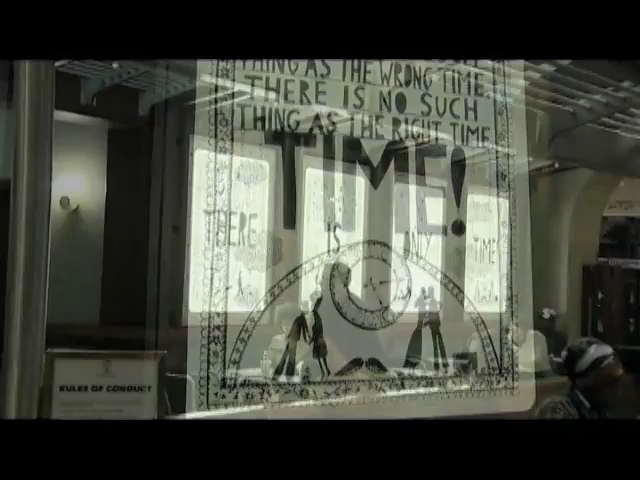 THING AS THE WRONG TIME.
THERE IS NO SUCH
THING AS THE RIGHT TIME
TIME!
THERE IS ONLY TIME
RULES OF CONDUCT